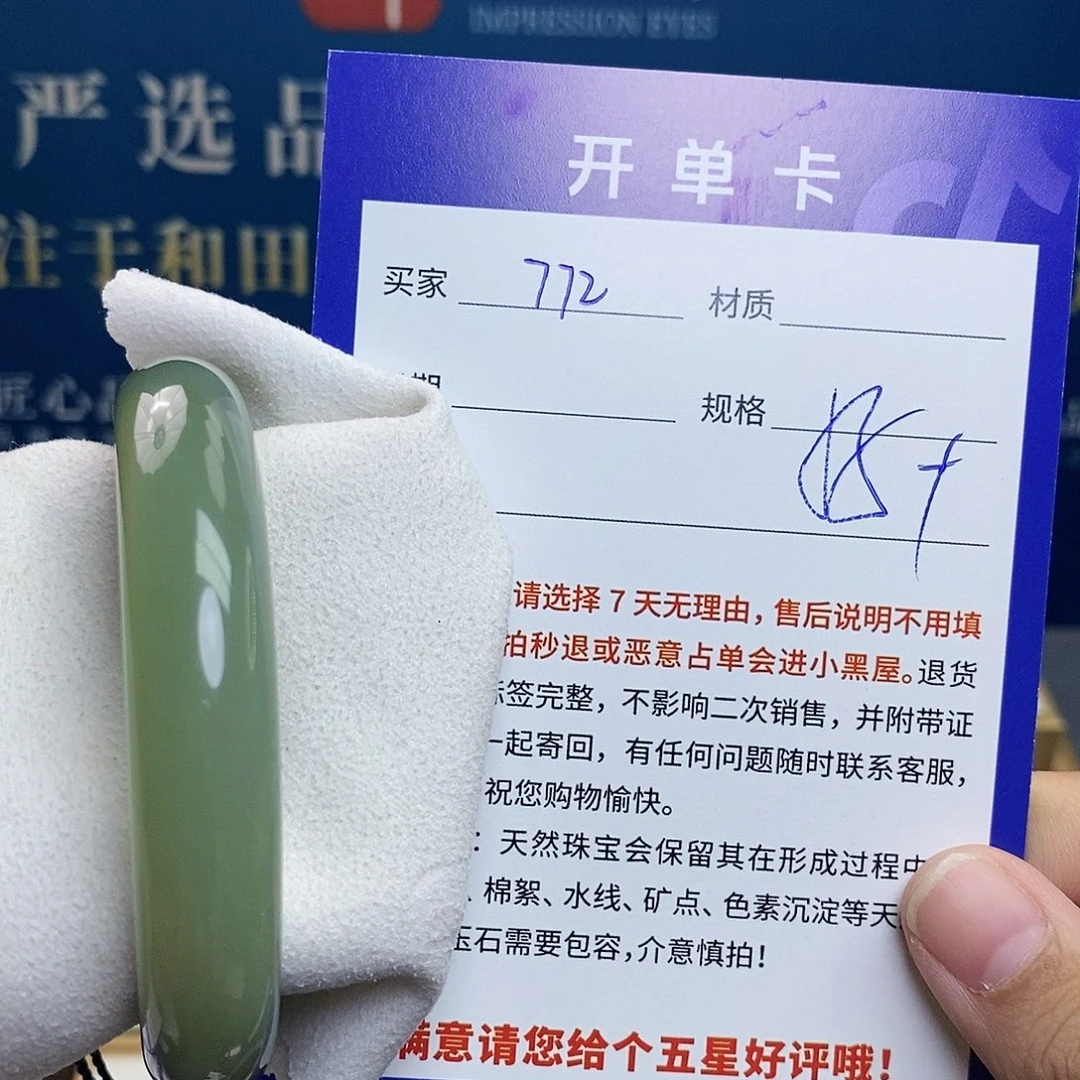 IMPRESSION EYES
严选品
注于和田
匠心品
开单卡
买家 772 材质
期 规格
请选择7天无理由，售后说明不用填
拍秒退或恶意占单会进小黑屋。退货
标签完整，不影响二次销售，并附带证
一起寄回，有任何问题随时联系客服，
祝您购物愉快。
：天然珠宝会保留其在形成过程中
、棉絮、水线、矿点、色素沉淀等天
玉石需要包容，介意慎拍！
满意请您给个五星好评哦！